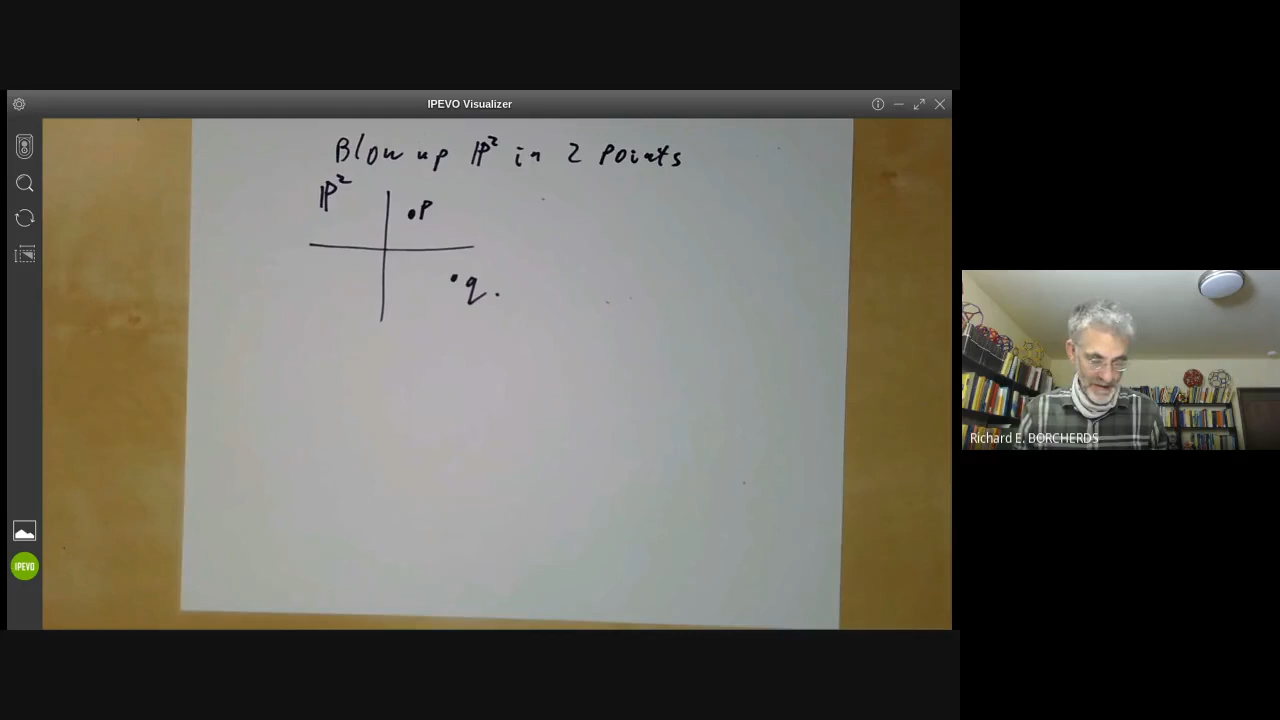 IPEVO Visualizer
Blow up ℙ² in 2 points
ℙ²
p
q
IPEVO
Richard E. BORCHERDS